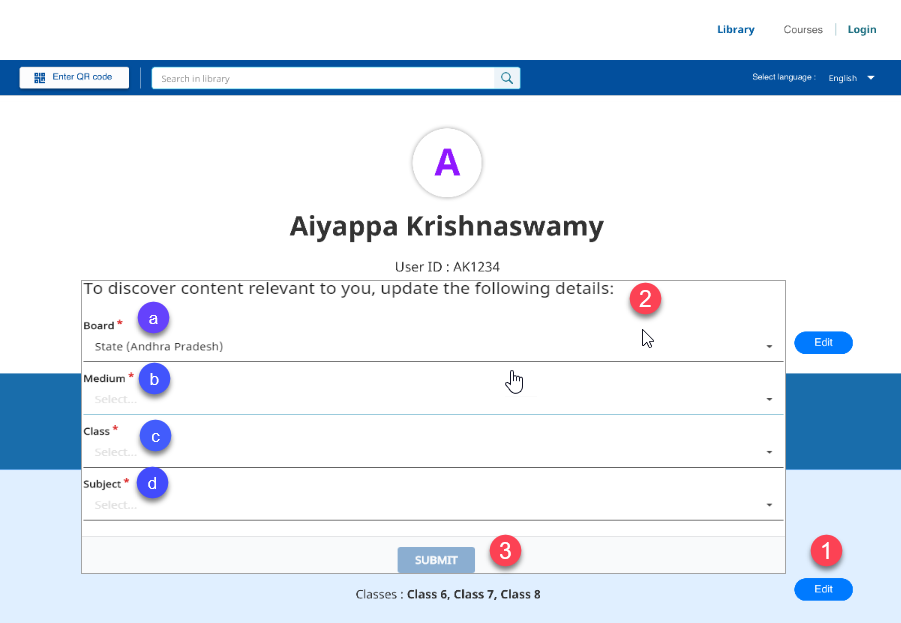 Library Courses Login
Enter QR code Search in library Select language : English
A
Aiyappa Krishnaswamy
User ID : AK1234
To discover content relevant to you, update the following details: 2
Board * a
State (Andhra Pradesh)
Edit
Medium * b
Select...
Class * c
Select...
Subject * d
Select...
SUBMIT 3
1
Edit
Classes : Class 6, Class 7, Class 8